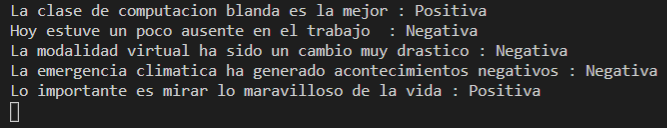 La clase de computacion blanda es la mejor : Positiva
Hoy estuve un poco ausente en el trabajo  : Negativa
La modalidad virtual ha sido un cambio muy drastico : Negativa
La emergencia climatica ha generado acontecimientos negativos : Negativa
Lo importante es mirar lo maravilloso de la vida : Positiva